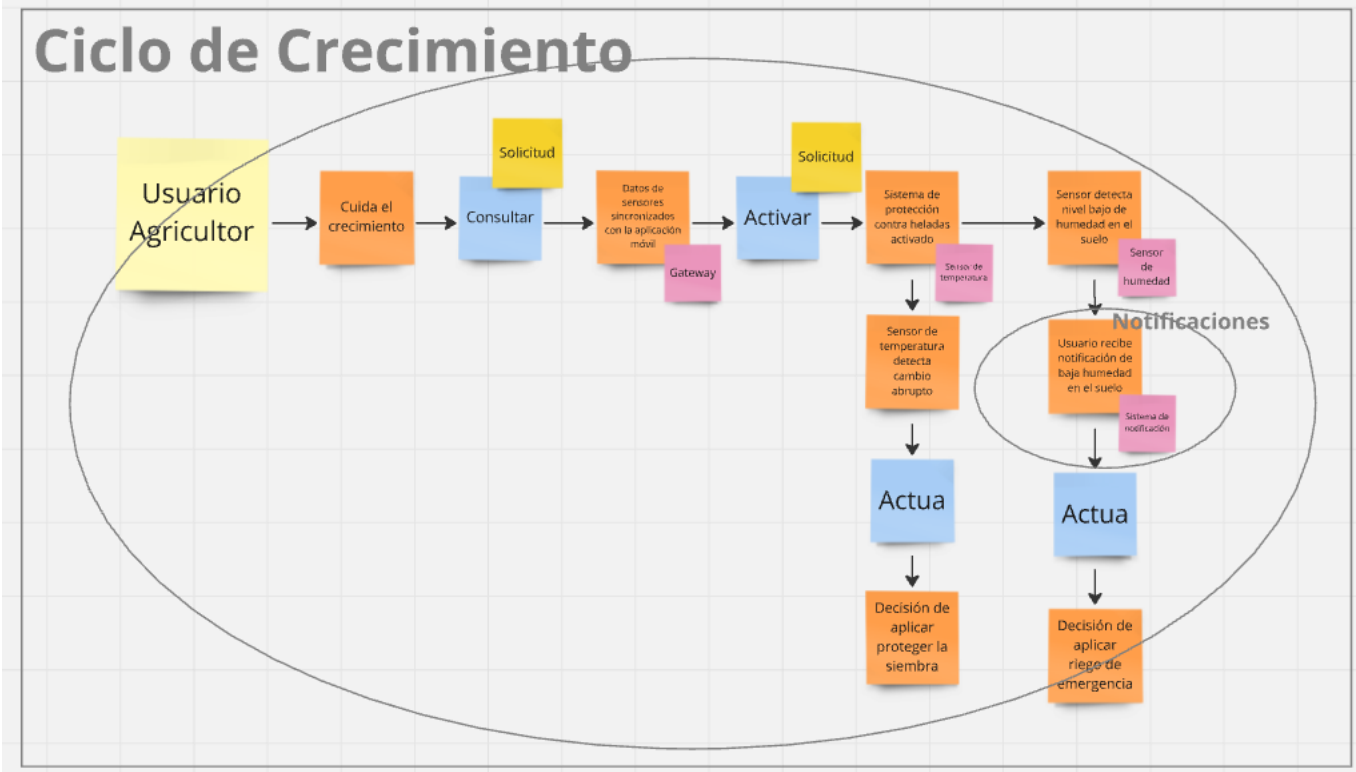 Ciclo de Crecimiento
Usuario
Agricultor
Cuida el
crecimiento
Solicitud
Consultar
Datos de
sensores
sincronizados
con la aplicación
móvil
Gateway
Solicitud
Activar
Sistema de
protección
contra heladas
activado
Sensor de
temperatura
Sensor detecta
nivel bajo de
humedad en el
suelo
Sensor
de
humedad
Sensor de
temperatura
detecta
cambio
abrupto
Notificaciones
Usuario recibe
notificación de
baja humedad
en el suelo
Sistema de
notificación
Actua
Actua
Decisión de
aplicar
proteger la
siembra
Decisión de
aplicar
riego de
emergencia